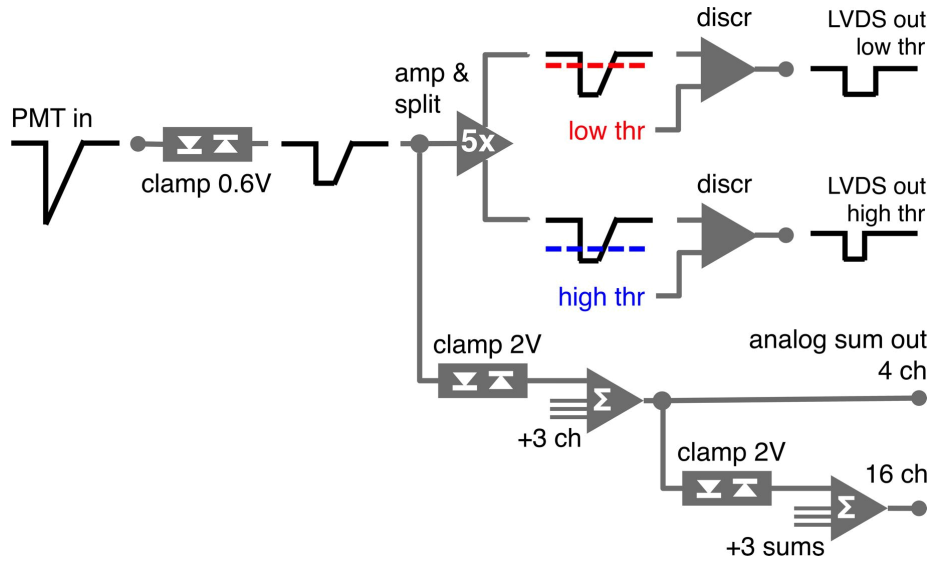 PMT in
clamp 0.6V
amp &
split
5x
low thr
discr
LVDS out
low thr
high thr
discr
LVDS out
high thr
clamp 2V
Σ
+3 ch
analog sum out
4 ch
clamp 2V
Σ
+3 sums
16 ch